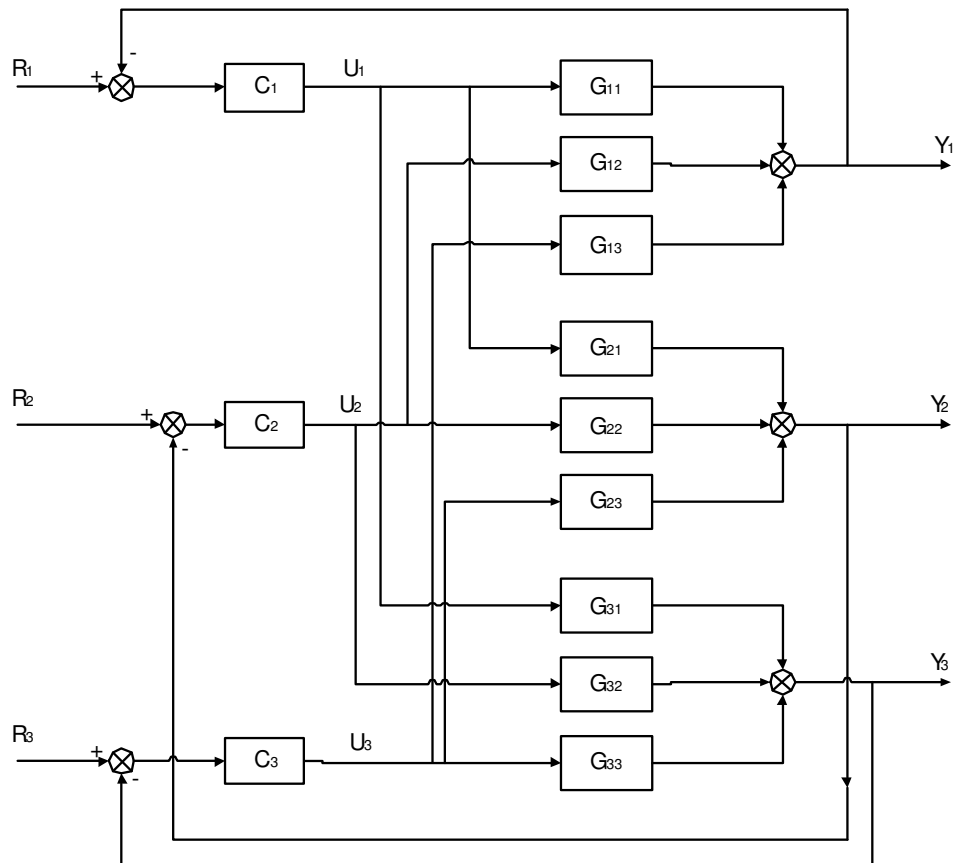 -
R1
+
C1
U1
G11
Y1
G12
G13
G21
R2
+
-
C2
U2
G22
Y2
G23
G31
G32
Y3
R3
+
-
C3
U3
G33